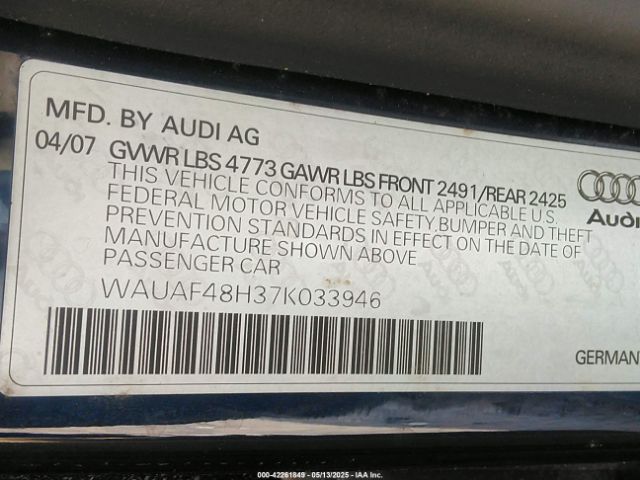 MFD. BY AUDI AG
04/07 GVWR LBS 4773 GAWR LBS FRONT 2491/REAR 2425
THIS VEHICLE CONFORMS TO ALL APPLICABLE U.S.
FEDERAL MOTOR VEHICLE SAFETY,BUMPER AND THEFT
PREVENTION STANDARDS IN EFFECT ON THE DATE OF
MANUFACTURE SHOWN ABOVE
PASSENGER CAR
WAUAF48H37K033946
Audi
GERMAN
000-42261849 - 05/13/2025 - IAA Inc.